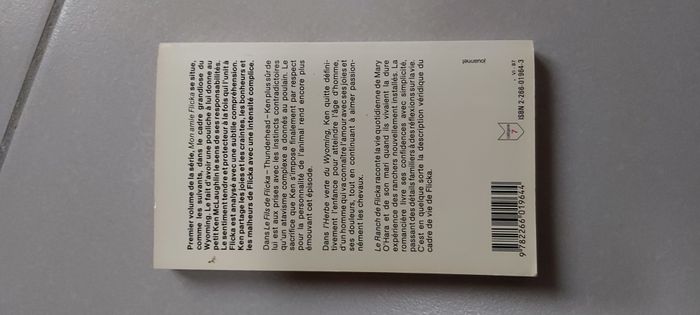 Premier volume de la série, Mon amie Flicka se situe,
comme les suivants, dans le cadre grandiose du
Wyoming. Le fait d'avoir une pouliche à lui donne au
petit Ken McLaughlin le sens de ses responsabilités.
Le sentiment tendre et protecteur à la fois qui l'unit à
Flicka est analysé avec une subtile compréhension.
Ken partage les joies et les craintes, les bonheurs et
les malheurs de Flicka avec une intensité complice.
Dans Le Fils de Flicka – Thunderhead – Ken plus sûr de
lui est aux prises avec les instincts contradictoires
qu'un atavisme complexe a donnés au poulain. Le
sacrifice que Ken s'impose finalement par respect
pour la personnalité de l'animal rend encore plus
émouvant cet épisode.
Dans l'Herbe verte du Wyoming, Ken quitte défini-
tivement l'enfance pour atteindre l'âge d'homme,
d'un homme qui va connaître l'amour avec ses joies et
ses douleurs, tout en continuant à aimer passion-
nément les chevaux.
Le Ranch de Flicka raconte la vie quotidienne de Mary
O'Hara et de son mari quand ils vivaient la dure
expérience des ranchers nouvellement installés. La
romancière livre ses confidences avec simplicité,
passant des détails familiers à des réflexions sur la vie.
C'est en quelque sorte la description véridique du
cadre de vie de Flicka.
jouannet
7
VI - 87
ISBN 2-266-01964-3
9 782266 019644